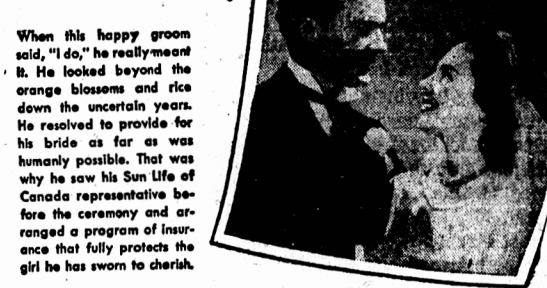 When this happy groom
said, "I do," he really meant
it. He looked beyond the
orange blossoms and rice
down the uncertain years.
He resolved to provide for
his bride as far as was
humanly possible. That was
why he saw his Sun Life of
Canada representative be-
fore the ceremony and ar-
ranged a program of insur-
ance that fully protects the
girl he has sworn to cherish.